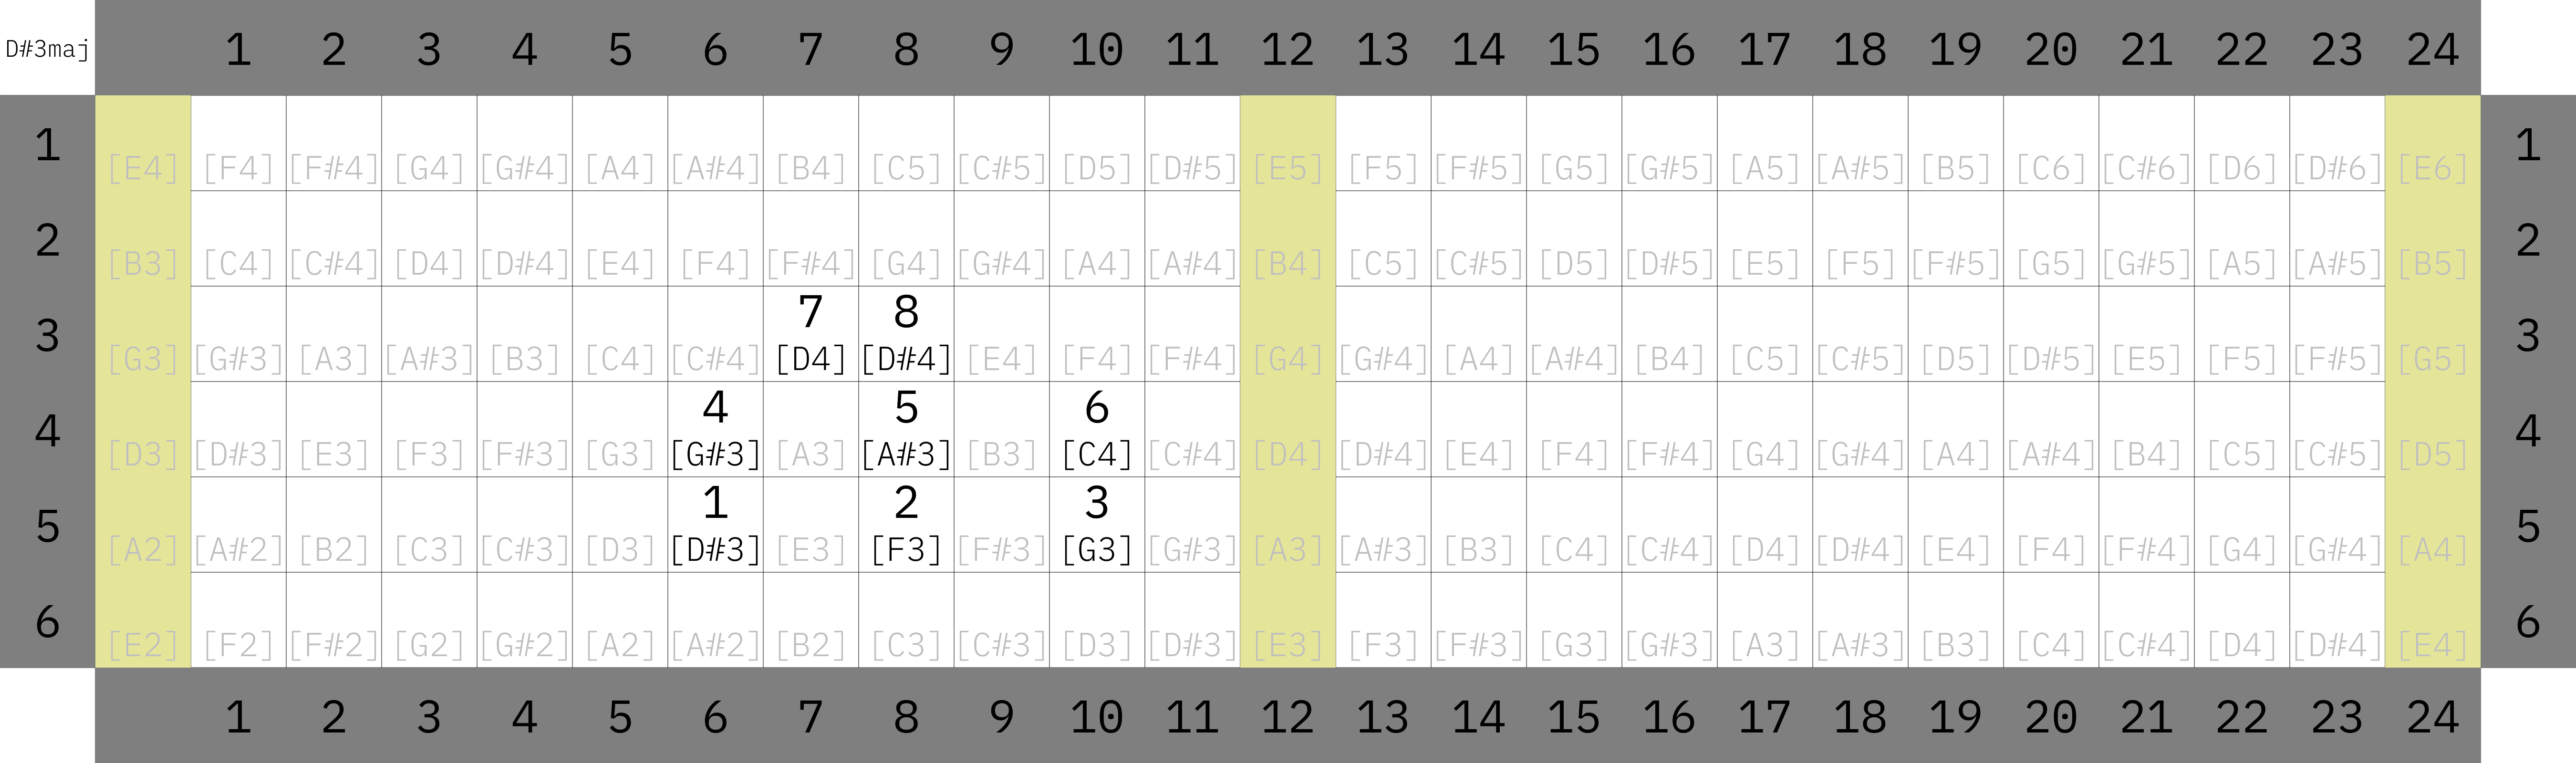 D#3maj 1 2 3 4 5 6 7 8 9 10 11 12 13 14 15 16 17 18 19 20 21 22 23 24
1 [E4] [F4] [F#4] [G4] [G#4] [A4] [A#4] [B4] [C5] [C#5] [D5] [D#5] [E5] [F5] [F#5] [G5] [G#5] [A5] [A#5] [B5] [C6] [C#6] [D6] [D#6] [E6] 1
2 [B3] [C4] [C#4] [D4] [D#4] [E4] [F4] [F#4] [G4] [G#4] [A4] [A#4] [B4] [C5] [C#5] [D5] [D#5] [E5] [F5] [F#5] [G5] [G#5] [A5] [A#5] [B5] 2
7 8
3 [G3] [G#3] [A3] [A#3] [B3] [C4] [C#4] [D4] [D#4] [E4] [F4] [F#4] [G4] [G#4] [A4] [A#4] [B4] [C5] [C#5] [D5] [D#5] [E5] [F5] [F#5] [G5] 3
4 5 6
4 [D3] [D#3] [E3] [F3] [F#3] [G3] [G#3] [A3] [A#3] [B3] [C4] [C#4] [D4] [D#4] [E4] [F4] [F#4] [G4] [G#4] [A4] [A#4] [B4] [C5] [C#5] [D5] 4
1 2 3
5 [A2] [A#2] [B2] [C3] [C#3] [D3] [D#3] [E3] [F3] [F#3] [G3] [G#3] [A3] [A#3] [B3] [C4] [C#4] [D4] [D#4] [E4] [F4] [F#4] [G4] [G#4] [A4] 5
6 [E2] [F2] [F#2] [G2] [G#2] [A2] [A#2] [B2] [C3] [C#3] [D3] [D#3] [E3] [F3] [F#3] [G3] [G#3] [A3] [A#3] [B3] [C4] [C#4] [D4] [D#4] [E4] 6
1 2 3 4 5 6 7 8 9 10 11 12 13 14 15 16 17 18 19 20 21 22 23 24